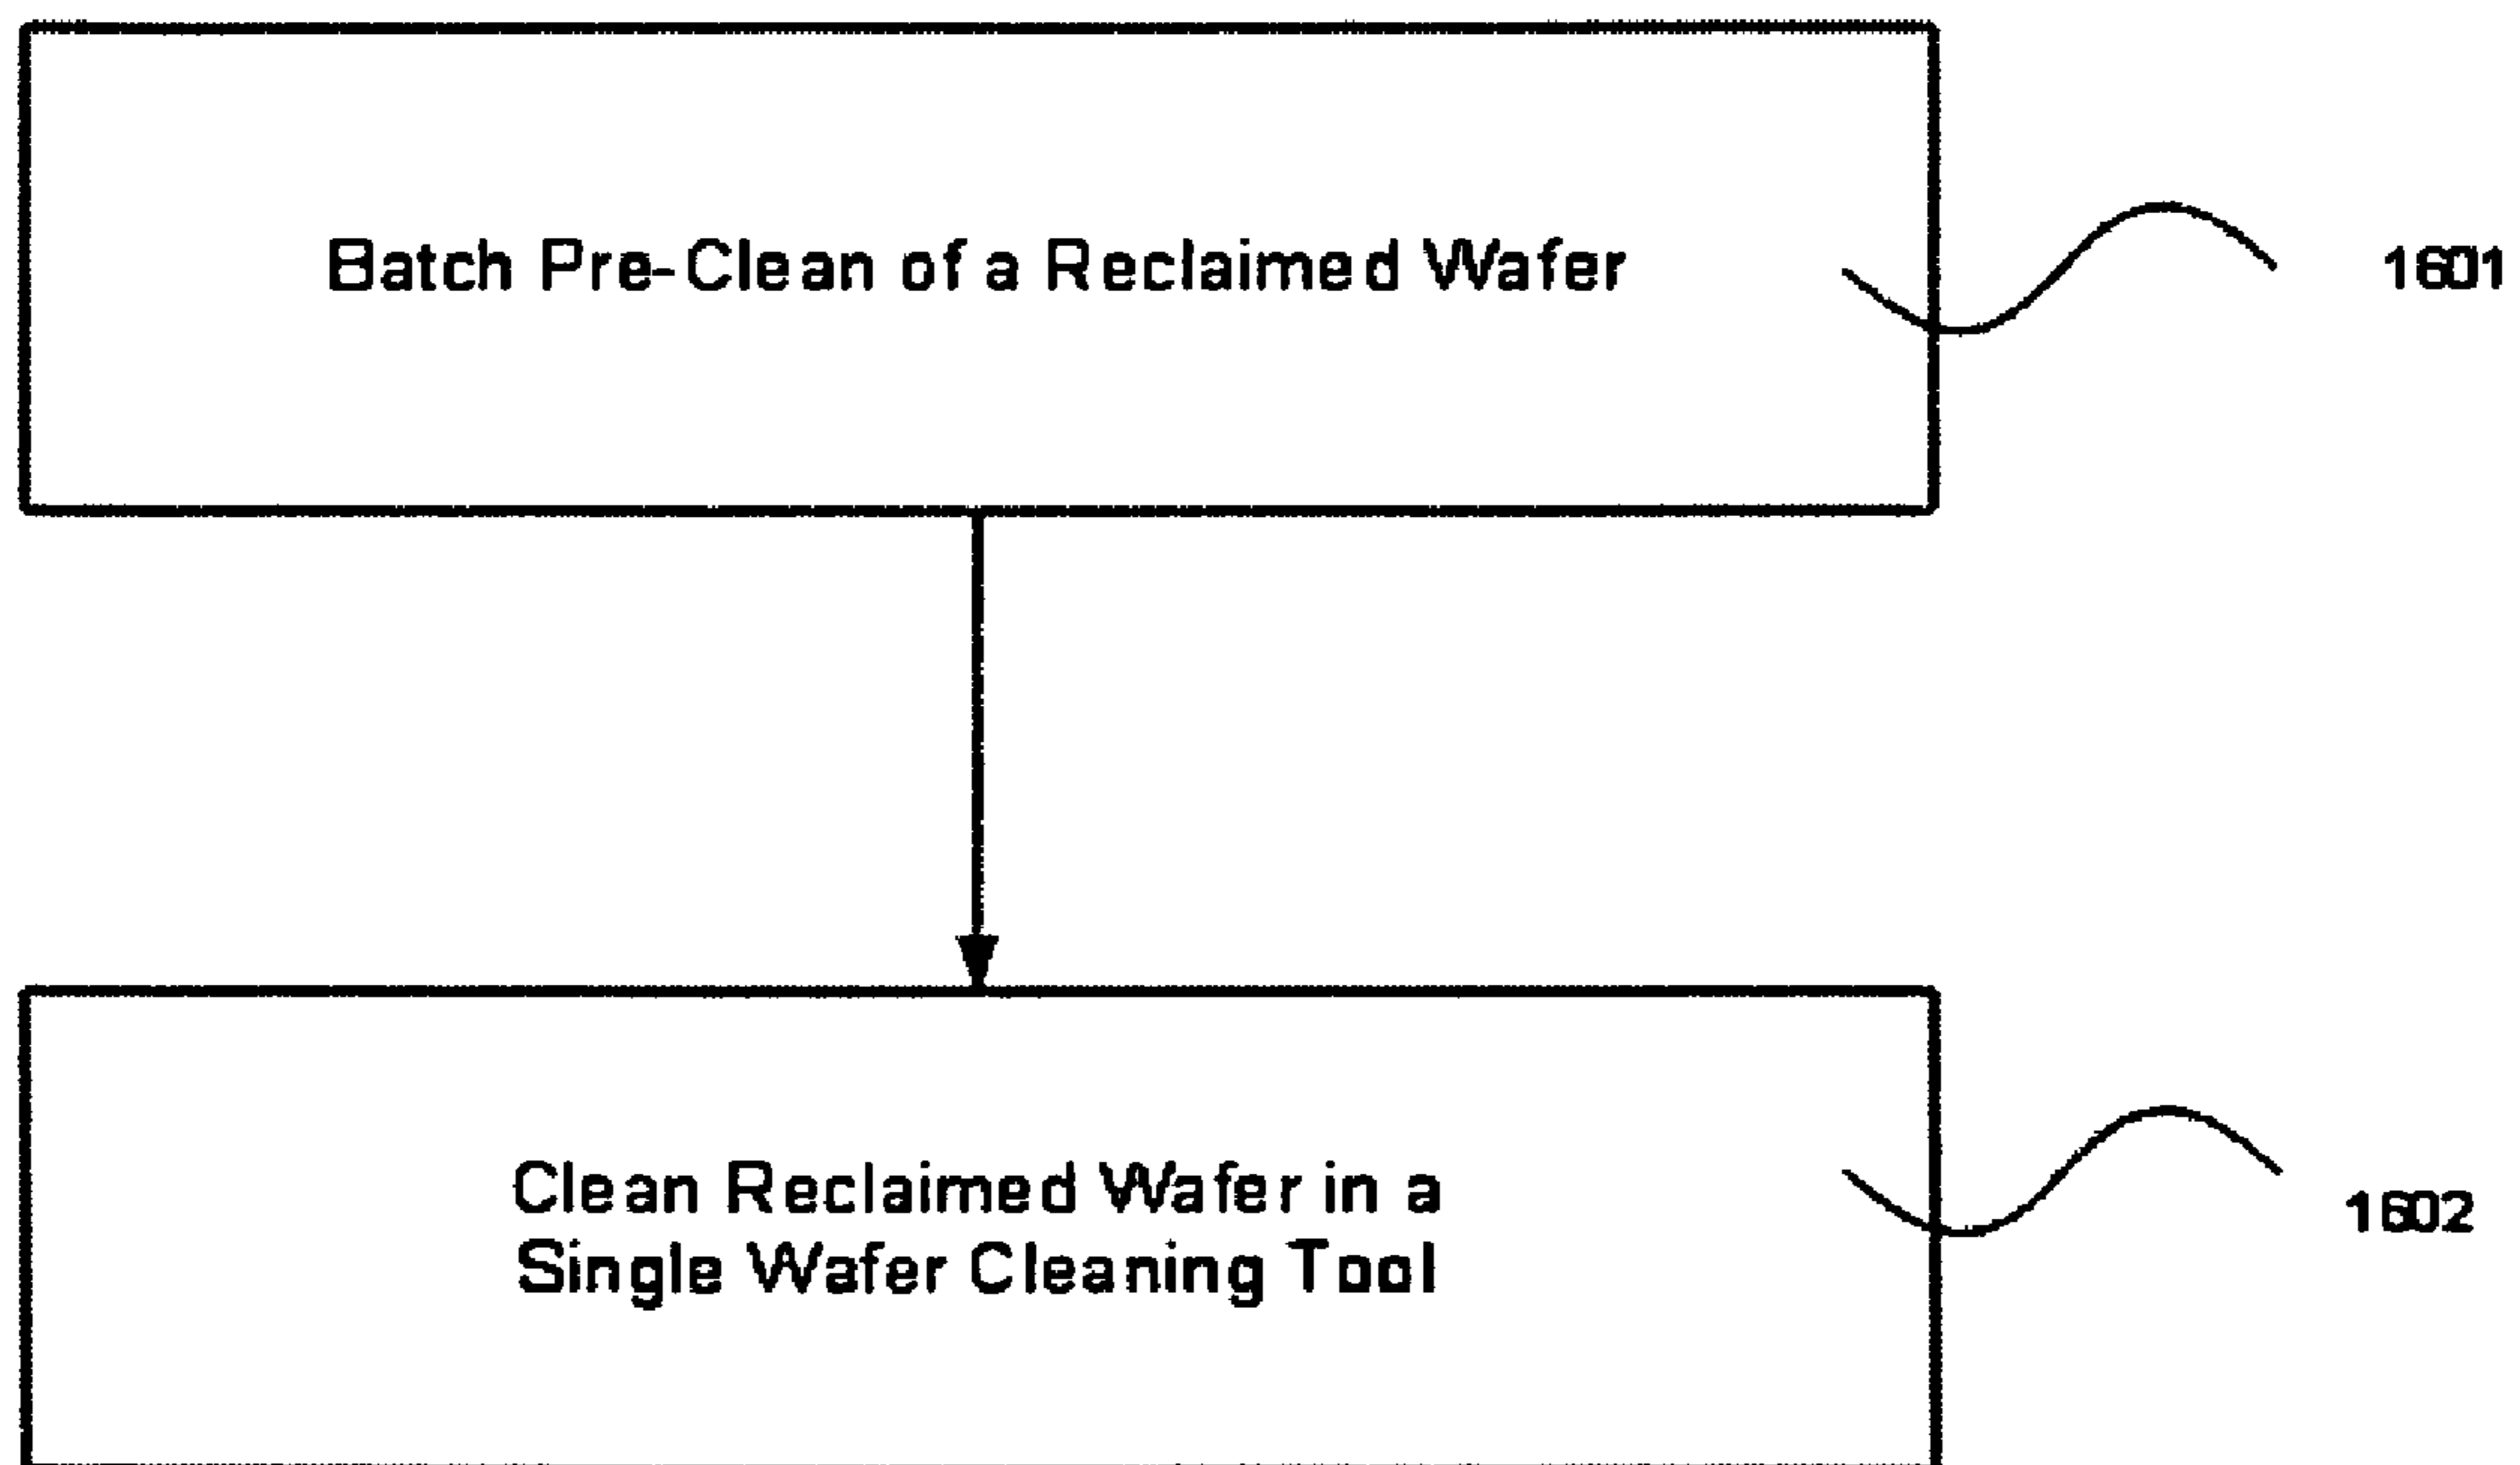 Batch Pre-Clean of a Reclaimed Wafer
1601
Clean Reclaimed Wafer in a
Single Wafer Cleaning Tool
1602